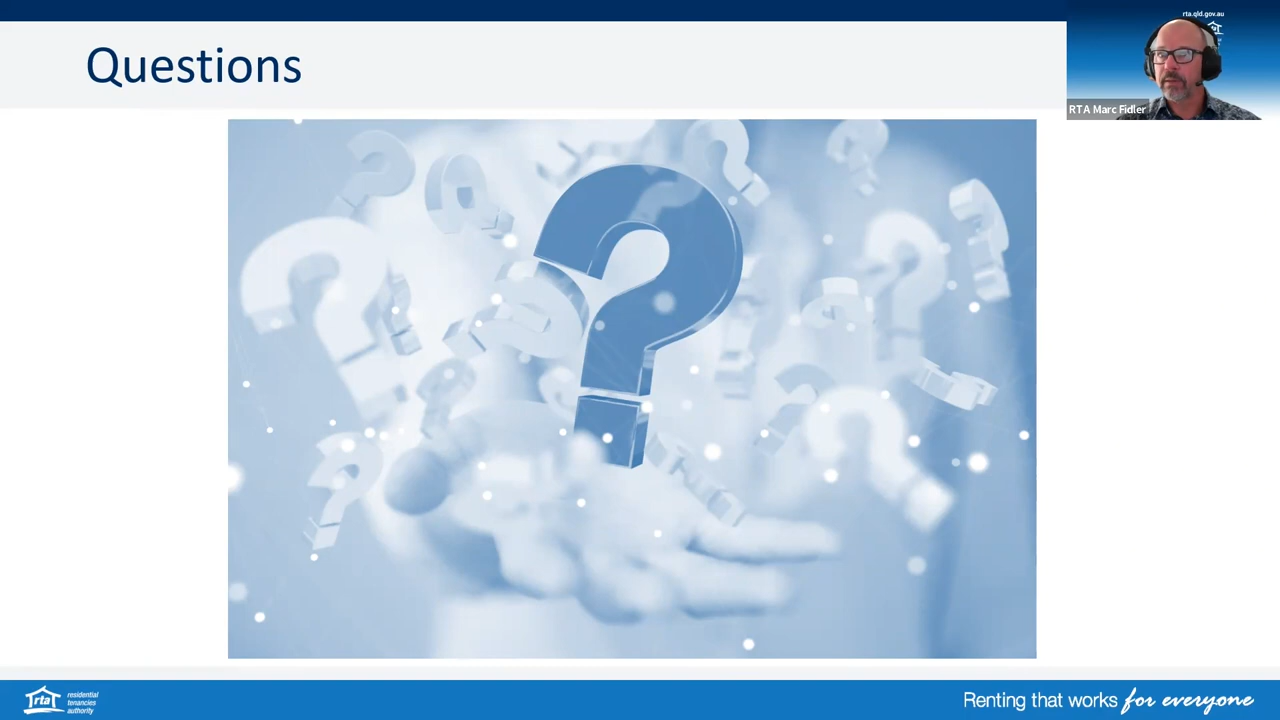 Questions
rta.qld.gov.au
RTA Marc Fidler
rta
residential
tenancies
authority
Renting that works for everyone